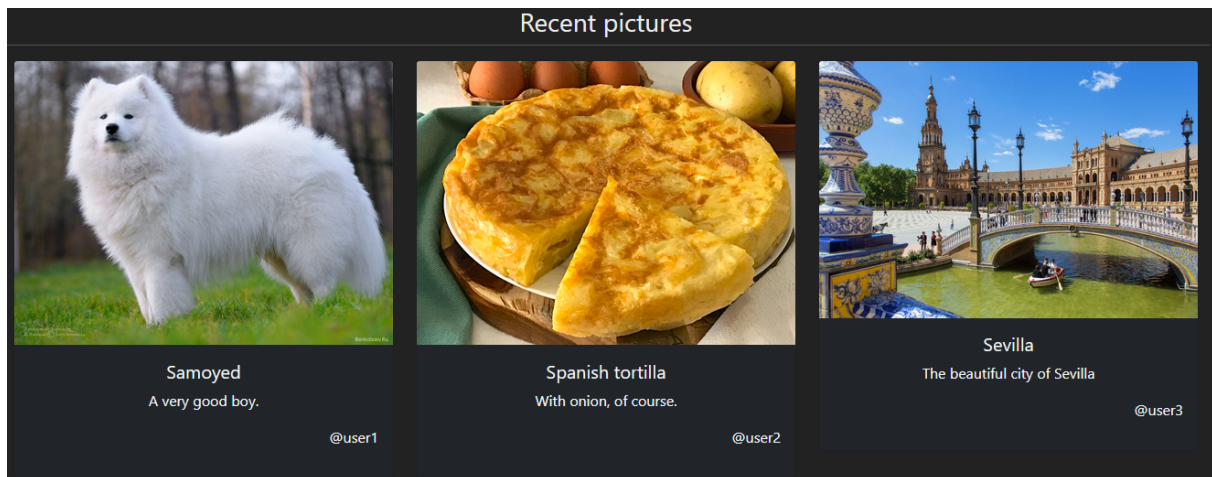 Recent pictures
Samoyed
A very good boy.
@user1
Spanish tortilla
With onion, of course.
@user2
Sevilla
The beautiful city of Sevilla
@user3